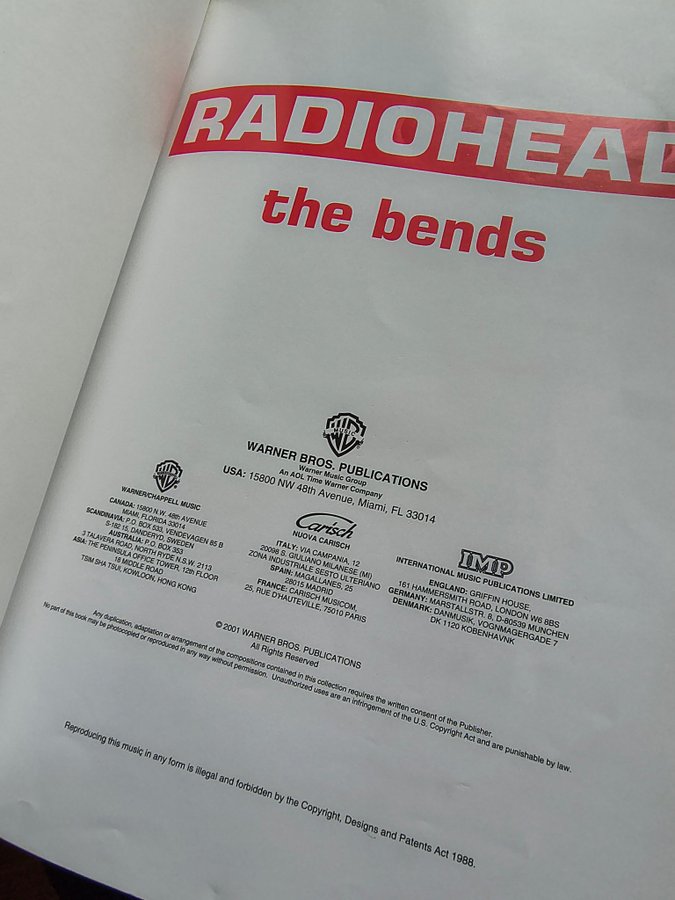 RADIOHEAD
the bends
MUSIC
WARNER BROS. PUBLICATIONS
Warner Music Group
An AOL Time Warner Company
USA: 15800 NW 48th Avenue, Miami, FL 33014
WARNER/CHAPPELL MUSIC
CANADA: 15800 N.W. 48th AVENUE
MIAMI, FLORIDA 33014
SCANDINAVIA: P.O. BOX 533, VENDEVAGEN 85 B
S-182 15, DANDERYD, SWEDEN
AUSTRALIA: P.O. BOX 353
3 TALAVERA ROAD, NORTH RYDE N.S.W. 2113
ASIA: THE PENINSULA OFFICE TOWER, 12th FLOOR
18 MIDDLE ROAD
TSIM SHA TSUI, KOWLOON, HONG KONG
Carisch
NUOVA CARISCH
ITALY: VIA CAMPANIA, 12
20098 S. GIULIANO MILANESE (MI)
ZONA INDUSTRIALE SESTO ULTERIANO
SPAIN: MAGALLANES, 25
28015 MADRID
FRANCE: CARISCH MUSICOM,
25, RUE D'HAUTEVILLE, 75010 PARIS
IMP
INTERNATIONAL MUSIC PUBLICATIONS LIMITED
ENGLAND: GRIFFIN HOUSE,
161 HAMMERSMITH ROAD, LONDON W6 8BS
GERMANY: MARSTALLSTR. 8, D-80539 MUNCHEN
DENMARK: DANMUSIK, VOGNMAGERGADE 7
DK 1120 KOBENHAVNK
© 2001 WARNER BROS. PUBLICATIONS
All Rights Reserved
Any duplication, adaptation or arrangement of the compositions contained in this collection requires the written consent of the Publisher.
No part of this book may be photocopied or reproduced in any way without permission. Unauthorized uses are an infringement of the U.S. Copyright Act and are punishable by law.
Reproducing this music in any form is illegal and forbidden by the Copyright, Designs and Patents Act 1988.